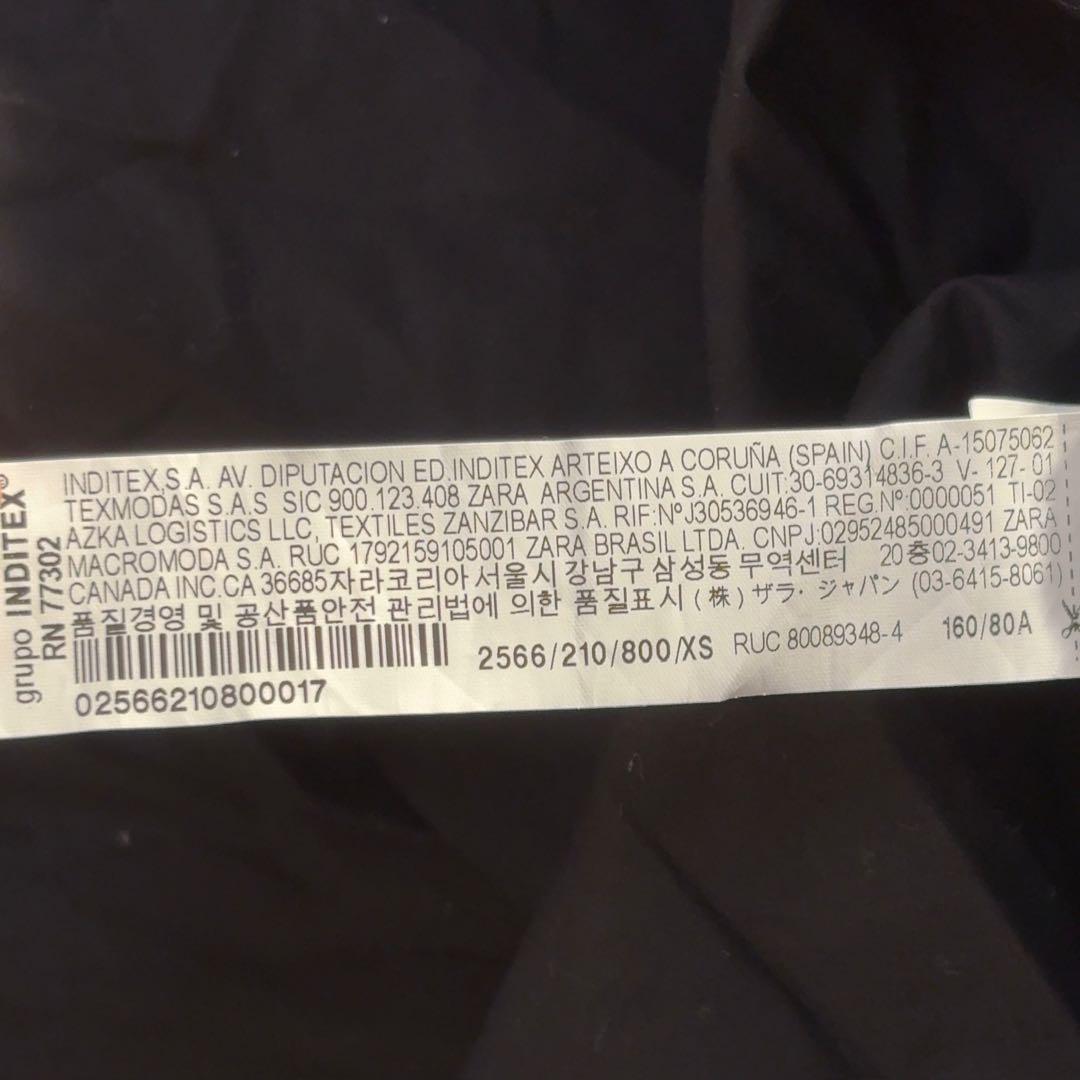 grupo INDITEX®
RN 77302
INDITEX,S.A. AV. DIPUTACION ED.INDITEX ARTEIXO A CORUÑA (SPAIN) C.I.F. A-15075062
TEXMODAS S.A.S SIC 900.123.408 ZARA ARGENTINA S.A. CUIT:30-69314836-3 V-127-01
AZKA LOGISTICS LLC, TEXTILES ZANZIBAR S.A. RIF:NºJ30536946-1 REG.Nº:0000051 TI-02
MACROMODA S.A. RUC 1792159105001 ZARA BRASIL LTDA. CNPJ:02952485000491 ZARA
CANADA INC.CA 36685자라코리아 서울시 강남구 삼성동 무역센터 20층02-3413-9800
품질경영 및 공산품안전 관리법에 의한 품질표시 (株) ザラ・ジャパン (03-6415-8061)
2566/210/800/XS RUC 80089348-4 160/80A
02566210800017